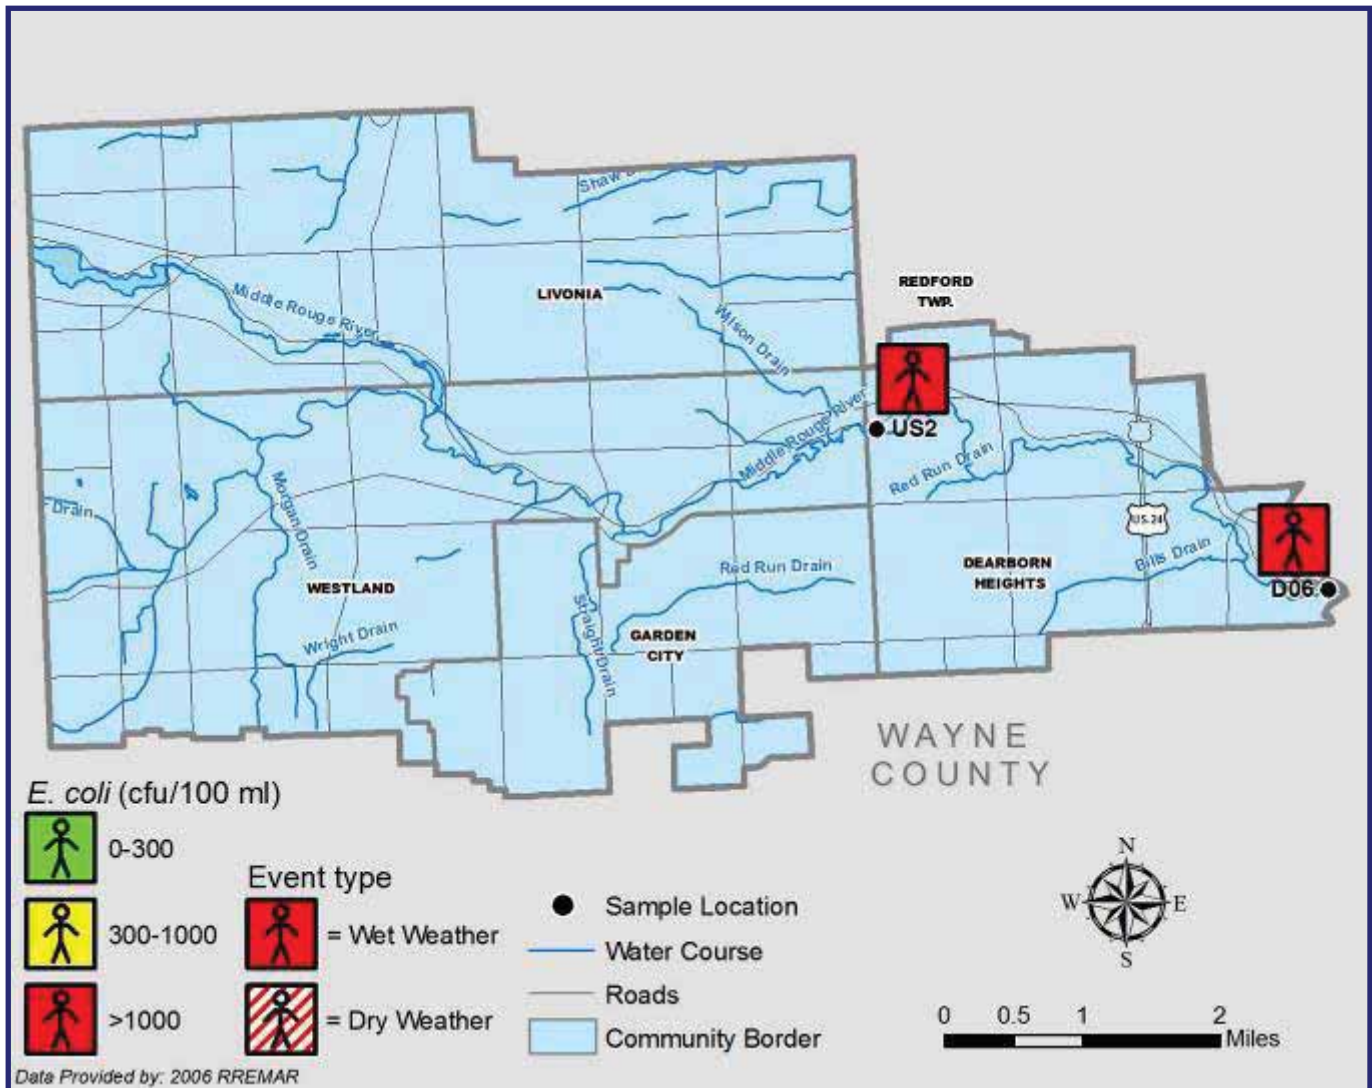 Shaw
REDFORD
TWP.
LIVONIA
Middle Rouge River
Wilson Drain
US2
Middle Rouge River
Red Run Drain
Drain
Morgan Drain
US-24
Bills Drain
D06
Red Run Drain
DEARBORN
HEIGHTS
WESTLAND
Straight Drain
GARDEN
CITY
Wright Drain
WAYNE
COUNTY
E. coli (cfu/100 ml)
0-300
300-1000
>1000
Event type
= Wet Weather
= Dry Weather
Sample Location
Water Course
Roads
Community Border
N
W E
S
0 0.5 1 2
Miles
Data Provided by: 2006 RREMAR